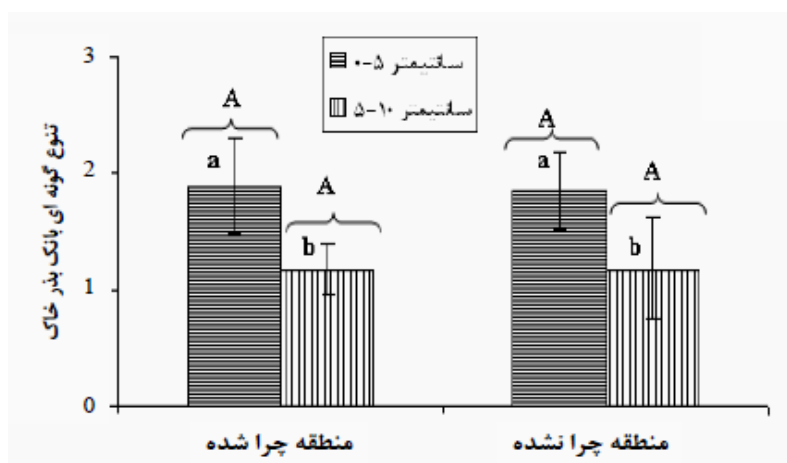 تنوع گونه ای بانک بذر خاک
3
2
1
0
سانتیمتر ۵-۰
سانتیمتر ۱۰-۵
A
a
A
b
A
a
A
b
منطقه چرا شده
منطقه چرا نشده